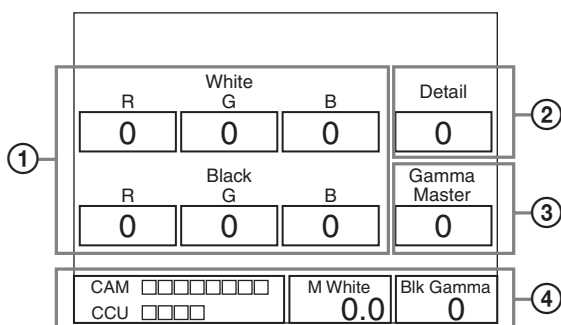 White
R G B
0 0 0
Detail
0
①
②
Black
R G B
0 0 0
Gamma
Master
0
③
CAM □□□□□□□□
CCU □□□□
M White
0.0
Blk Gamma
0
④